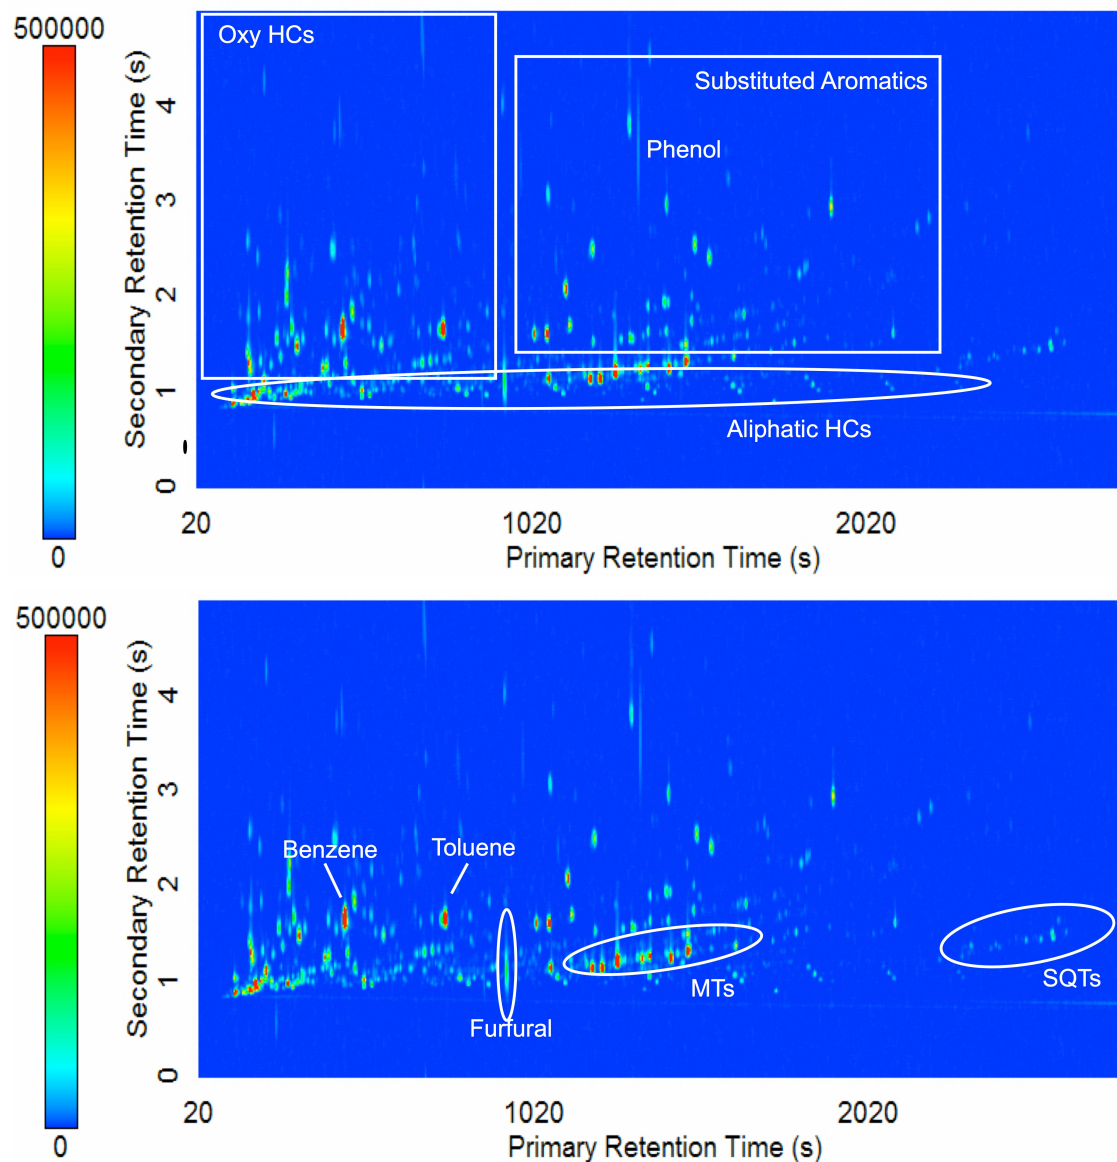 500000
0
Secondary Retention Time (s)
4
3
2
1
0
Oxy HCs
Substituted Aromatics
Phenol
Aliphatic HCs
20
1020
2020
Primary Retention Time (s)
500000
0
Secondary Retention Time (s)
4
3
2
1
0
Benzene
Toluene
Furfural
MTs
SQTs
20
1020
2020
Primary Retention Time (s)